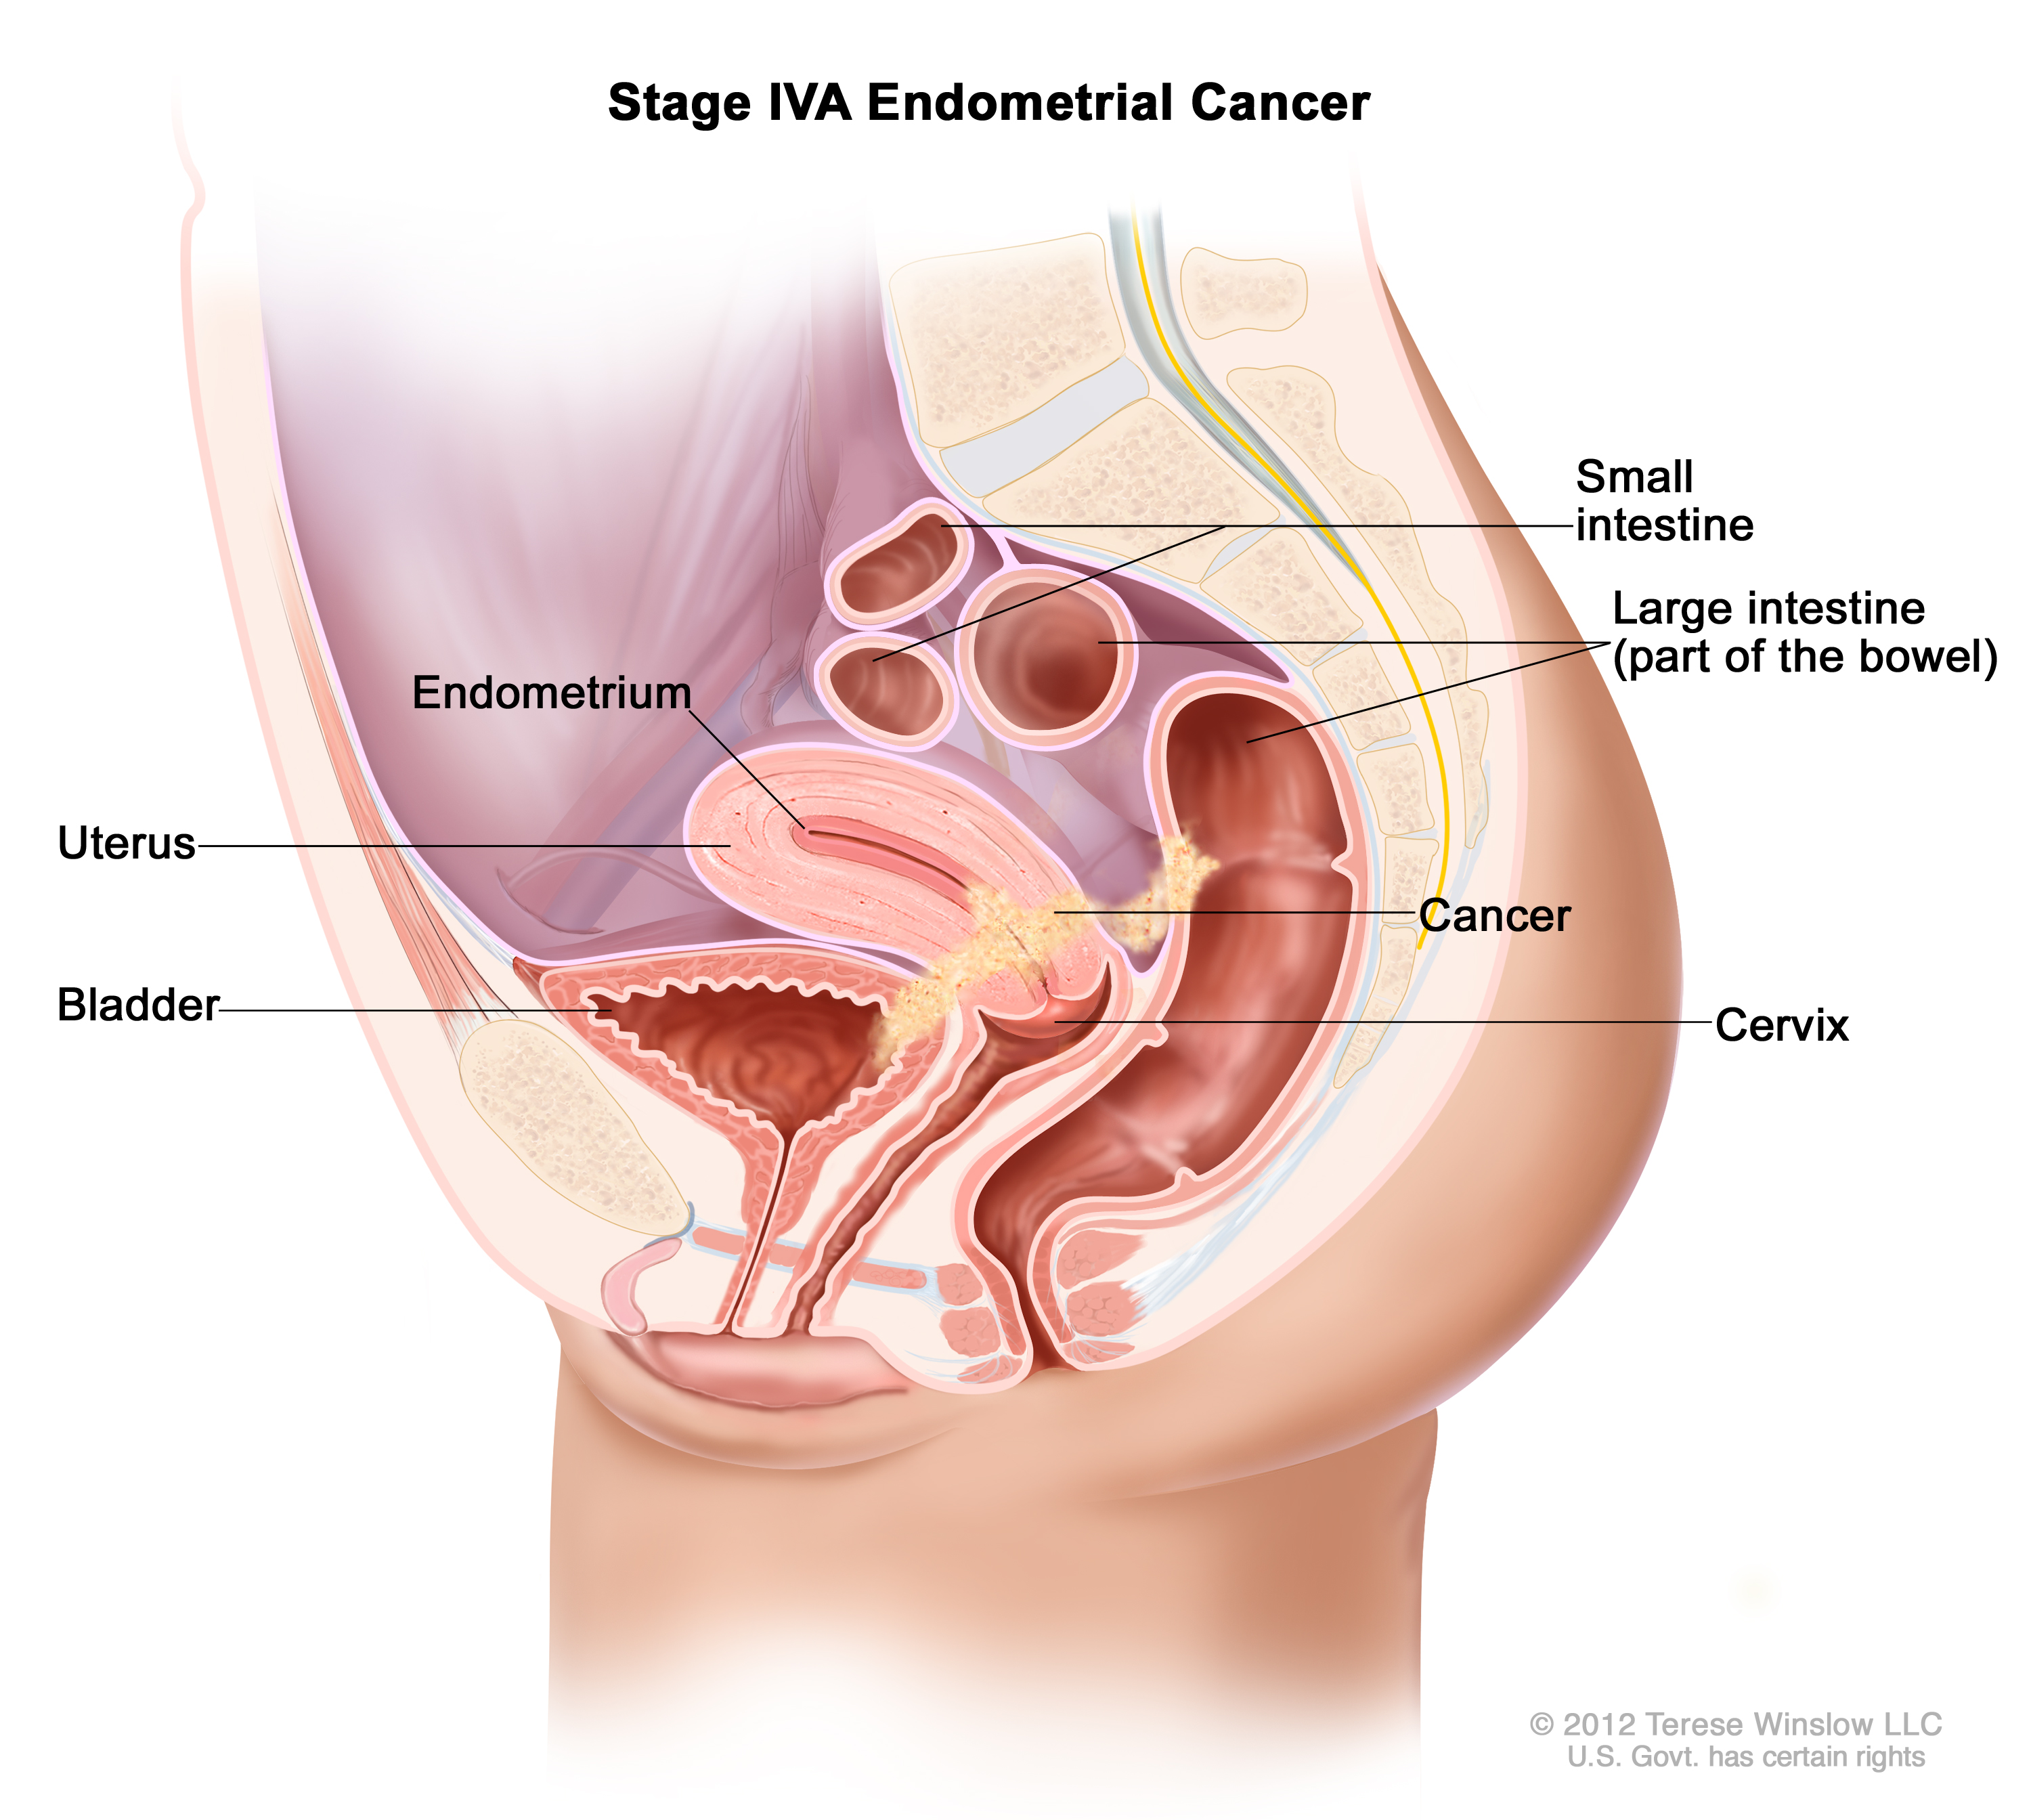 Stage IVA Endometrial Cancer
Small
intestine
Large intestine
(part of the bowel)
Endometrium
Uterus
Cancer
Bladder
Cervix
© 2012 Terese Winslow LLC
U.S. Govt. has certain rights